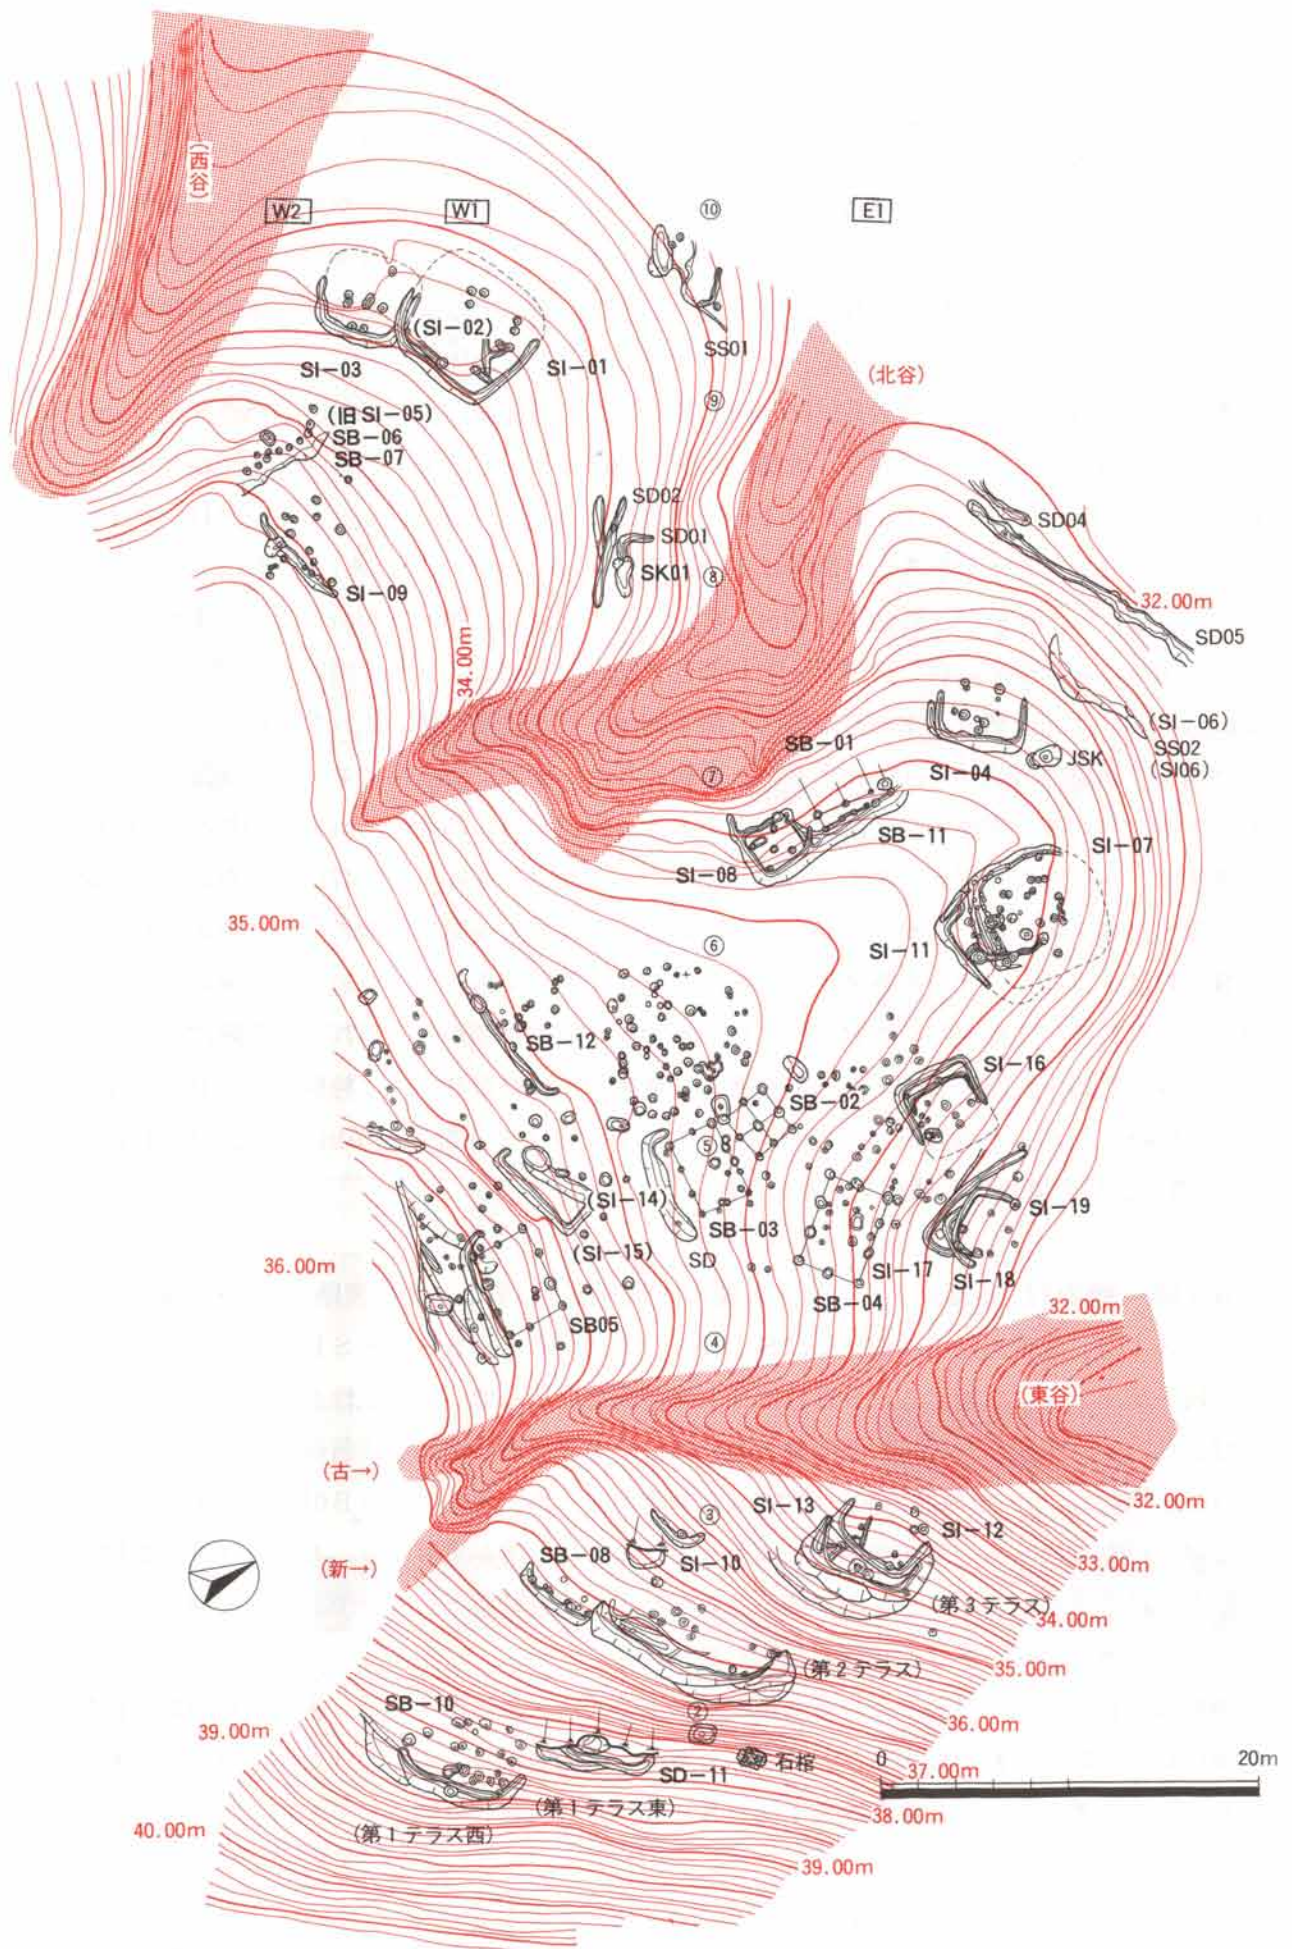 (西谷)
W2
W1
⑩
E1
(SI-02)
SI-03
SI-01
SS01
(北谷)
⑨
(旧SI-05)
SB-06
SB-07
SD02
SD01
SK01
⑧
SI-09
SD04
32.00m
SD05
34.00m
(SI-06)
SS02
(SI06)
SB-01
JSK
SI-04
⑦
SB-11
SI-07
SI-08
35.00m
⑥
SI-11
SB-12
SI-16
SB-02
⑤
(SI-14)
SB-03
SI-19
(SI-15)
SD
SI-17
SI-18
36.00m
SB-04
SB05
32.00m
④
(東谷)
(古→)
32.00m
③
SI-13
SI-12
SB-08
SI-10
33.00m
(新→)
(第3テラス)
34.00m
(第2テラス)
35.00m
②
SB-10
36.00m
39.00m
石棺
0
20m
SD-11
37.00m
(第1テラス東)
38.00m
40.00m
(第1テラス西)
39.00m